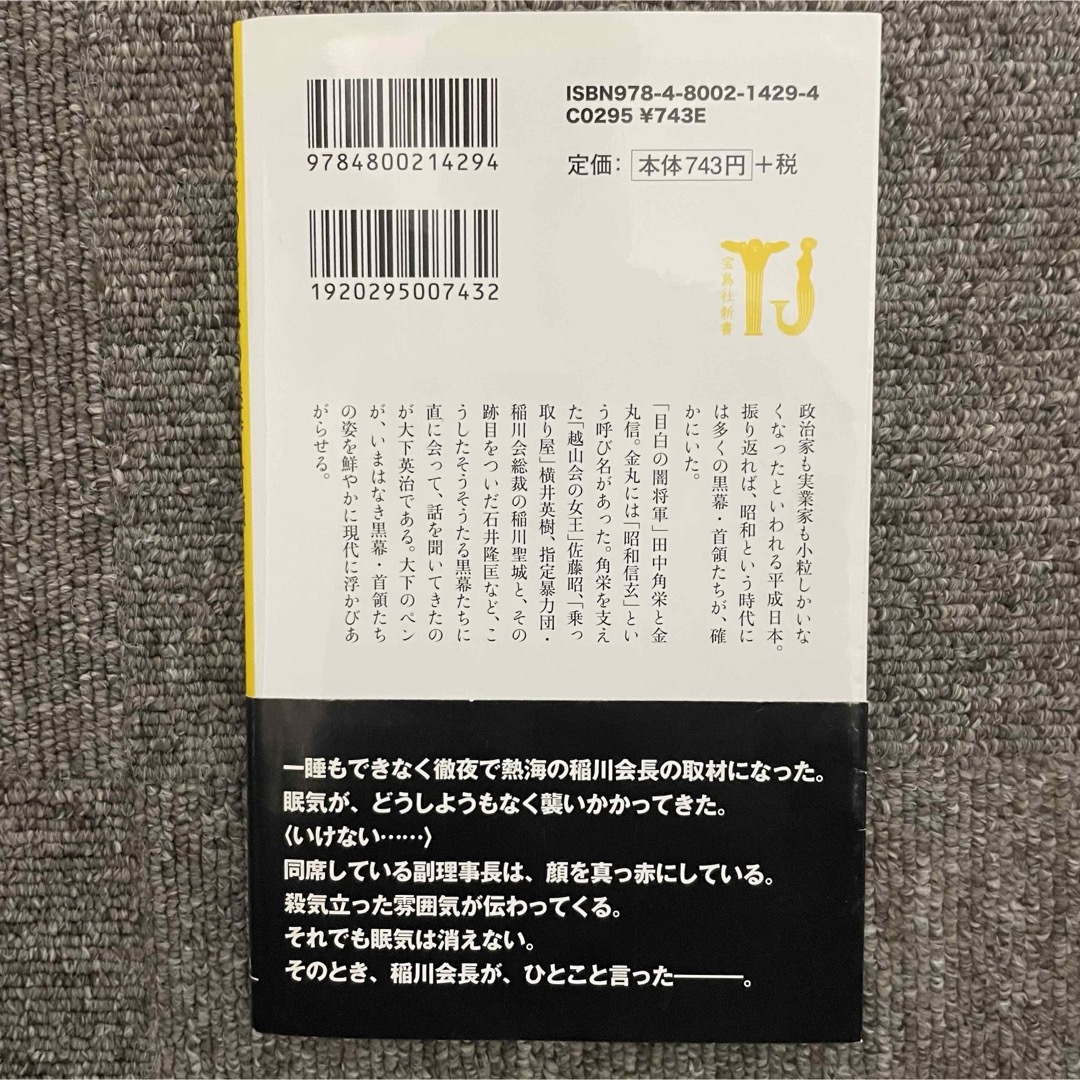 ISBN978-4-8002-1429-4
C0295 ¥743E
9784800214294
定価： 本体743円＋税
1920295007432
TJ
宝島社新書
政治家も実業家も小粒しかいな
くなったといわれる平成日本。
振り返れば、昭和という時代に
は多くの黒幕・首領たちが、確
かにいた。
「目白の闇将軍」田中角栄と金
丸信。金丸には「昭和信玄」とい
う呼び名があった。角栄を支え
た「越山会の女王」佐藤昭、「乗っ
取り屋」横井英樹、指定暴力団・
稲川会総裁の稲川聖城と、その
跡目をついだ石井隆匡など、こ
うしたそうそうたる黒幕たちに
直に会って、話を聞いてきたの
が大下英治である。大下のペン
が、いまはなき黒幕・首領たち
の姿を鮮やかに現代に浮かびあ
がらせる。
一睡もできなく徹夜で熱海の稲川会長の取材になった。
眠気が、どうしようもなく襲いかかってきた。
〈いけない……〉
同席している副理事長は、顔を真っ赤にしている。
殺気立った雰囲気が伝わってくる。
それでも眠気は消えない。
そのとき、稲川会長が、ひとこと言った―――。